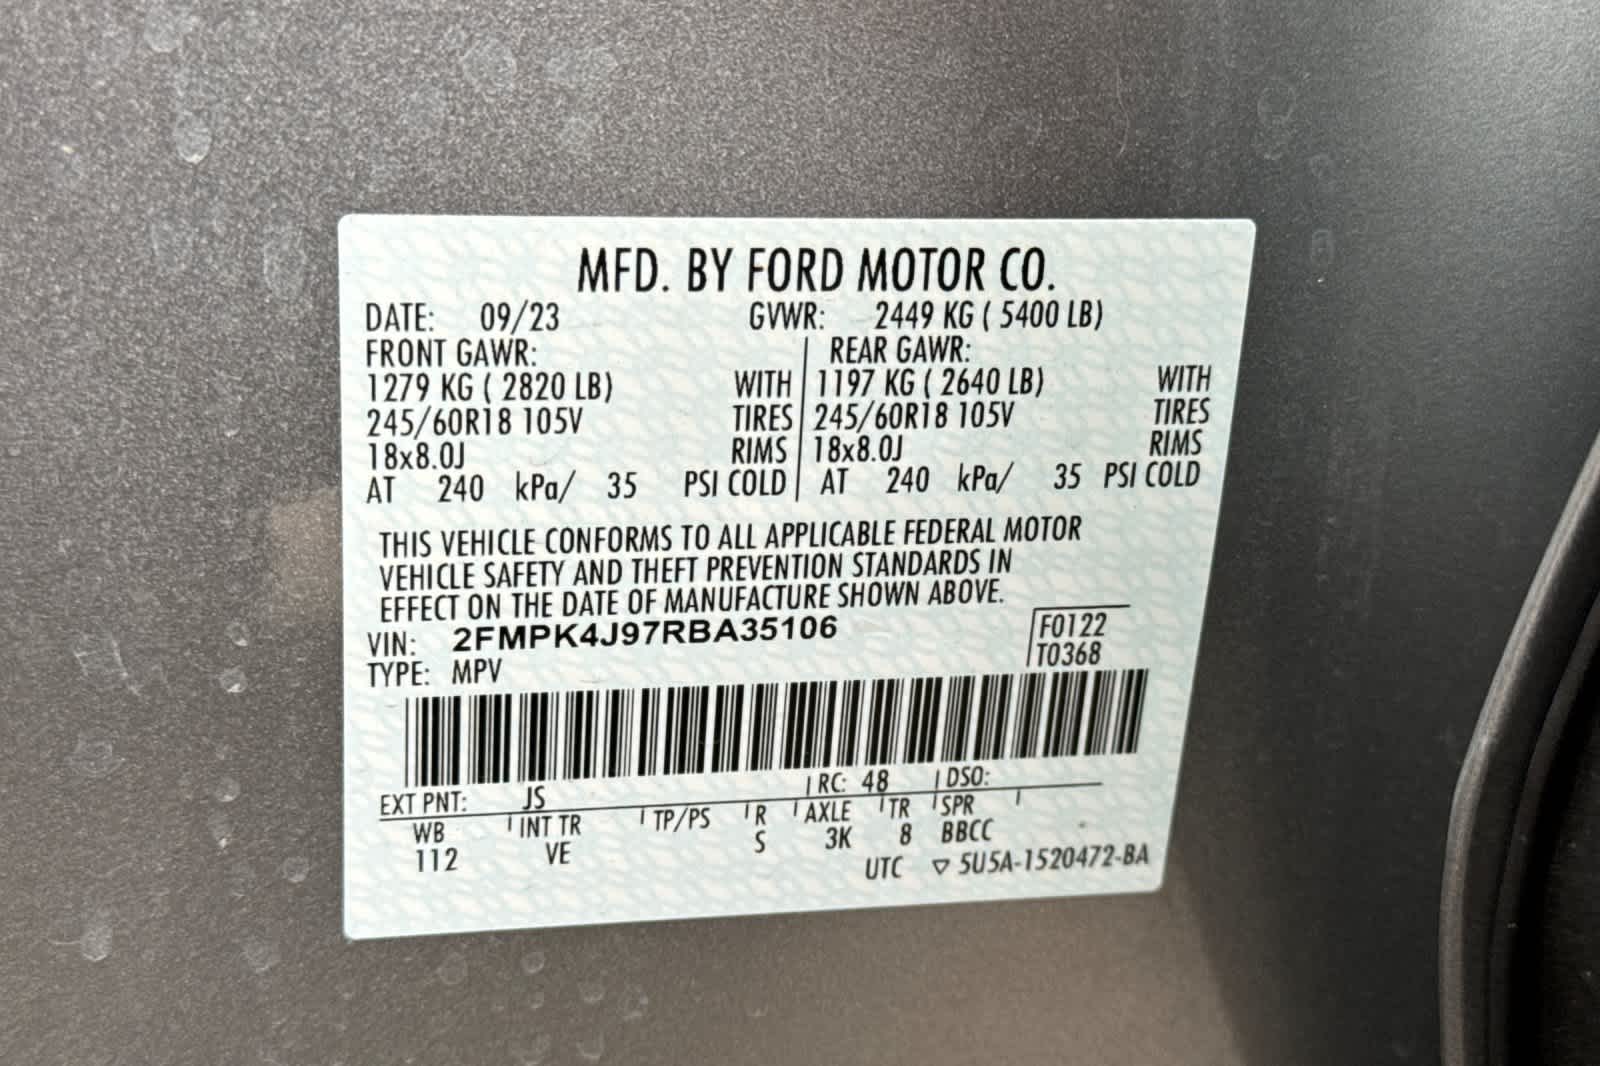 MFD. BY FORD MOTOR CO.
DATE: 09/23 GVWR: 2449 KG ( 5400 LB)
FRONT GAWR: REAR GAWR:
1279 KG ( 2820 LB) WITH 1197 KG ( 2640 LB) WITH
245/60R18 105V TIRES 245/60R18 105V TIRES
18x8.0J RIMS 18x8.0J RIMS
AT 240 kPa/ 35 PSI COLD AT 240 kPa/ 35 PSI COLD
THIS VEHICLE CONFORMS TO ALL APPLICABLE FEDERAL MOTOR
VEHICLE SAFETY AND THEFT PREVENTION STANDARDS IN
EFFECT ON THE DATE OF MANUFACTURE SHOWN ABOVE.
VIN: 2FMPK4J97RBA35106 F0122
TYPE: MPV T0368
EXT PNT: JS RC: 48 DSO:
WB INT TR TP/PS R AXLE TR SPR
112 VE S 3K 8 BBCC
UTC ▽ 5U5A-1520472-BA